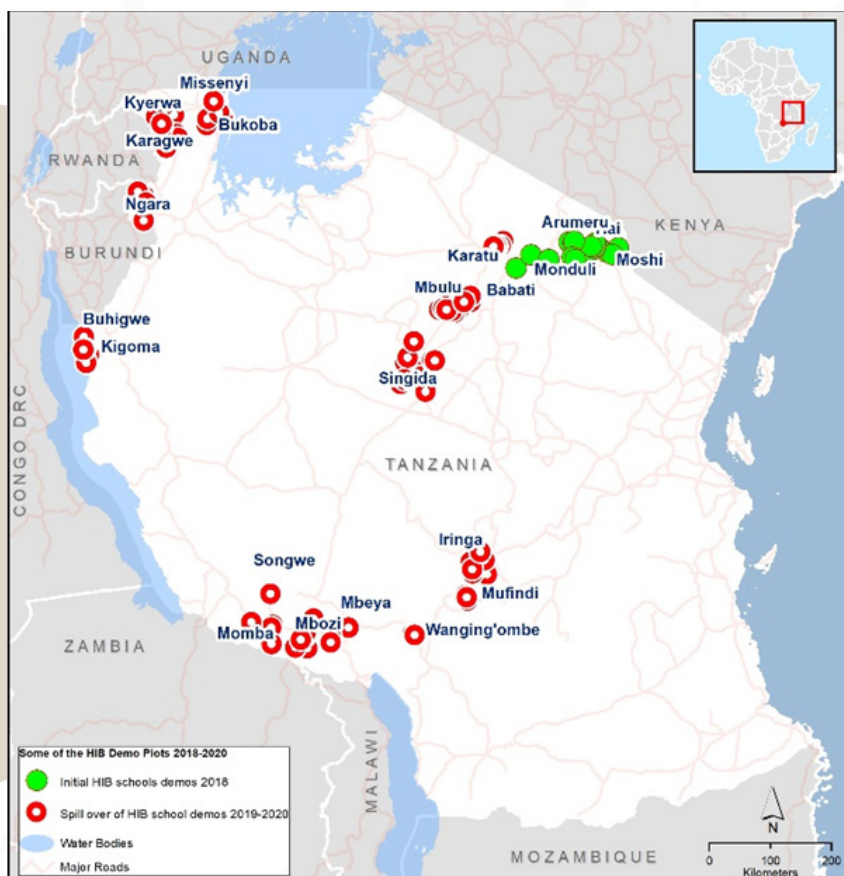 UGANDA
Missenyi
Kyerwa
Bukoba
Karagwe
RWANDA
Ngara
BURUNDI
KENYA
Arumeru
Karatu
Monduli
Moshi
Mbulu
Babati
Buhigwe
Kigoma
Singida
CONGO DRC
TANZANIA
Iringa
Songwe
Mufindi
Mbeya
Mbozi
Momba
Wanging'ombe
ZAMBIA
MALAWI
Some of the HIB Demo Plots 2018-2020
Initial HIB schools demos 2018
Spill over of HIB school demos 2019-2020
Water Bodies
Major Roads
MOZAMBIQUE
N
0 100 200
Kilometers